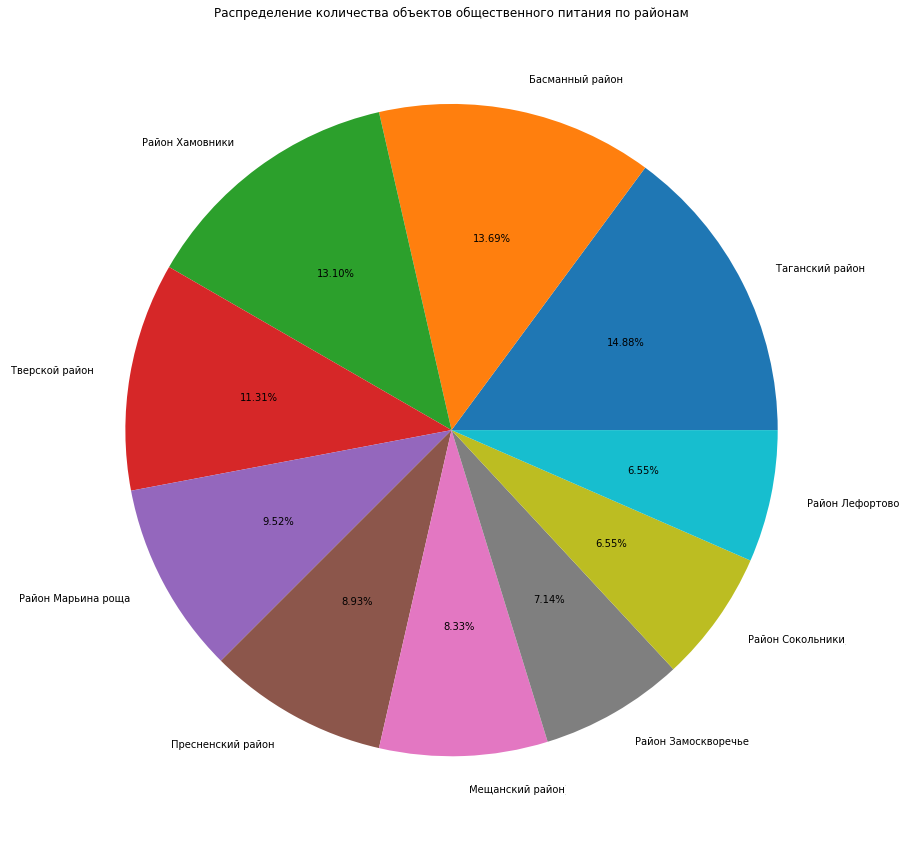 Распределение количества объектов общественного питания по районам
Басманный район
Район Хамовники
13.69%
Таганский район
13.10%
14.88%
Тверской район
11.31%
6.55%
Район Лефортово
9.52%
6.55%
Район Марьина роща
8.93%
7.14%
8.33%
Район Сокольники
Пресненский район
Район Замоскворечье
Мещанский район